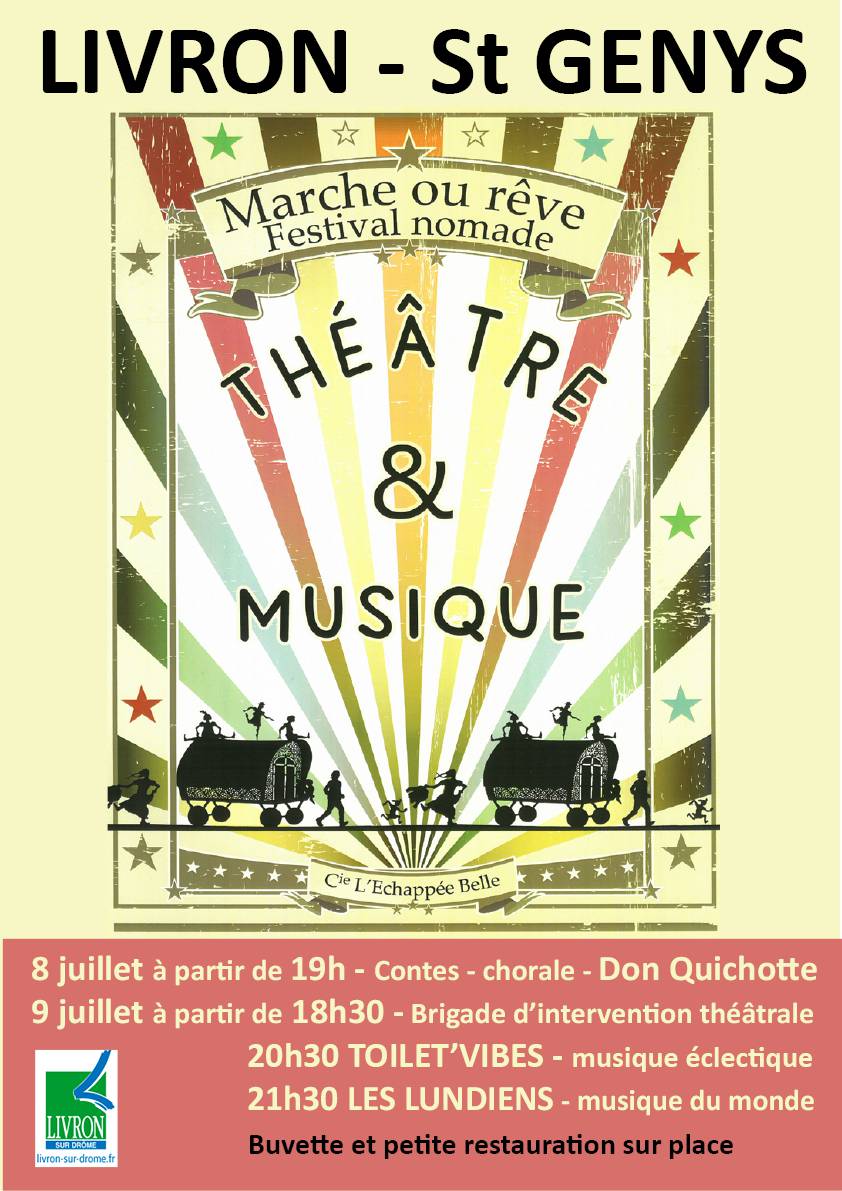 LIVRON - St GENYS
Marche ou rêve
Festival nomade
THÉÂTRE
&
MUSIQUE
Cie L'Echappée Belle
8 juillet à partir de 19h - Contes - chorale - Don Quichotte
9 juillet à partir de 18h30 - Brigade d'intervention théâtrale
20h30 TOILET'VIBES - musique éclectique
21h30 LES LUNDIENS - musique du monde
Buvette et petite restauration sur place
LIVRON
SUR DRÔME
livron-sur-drome.fr